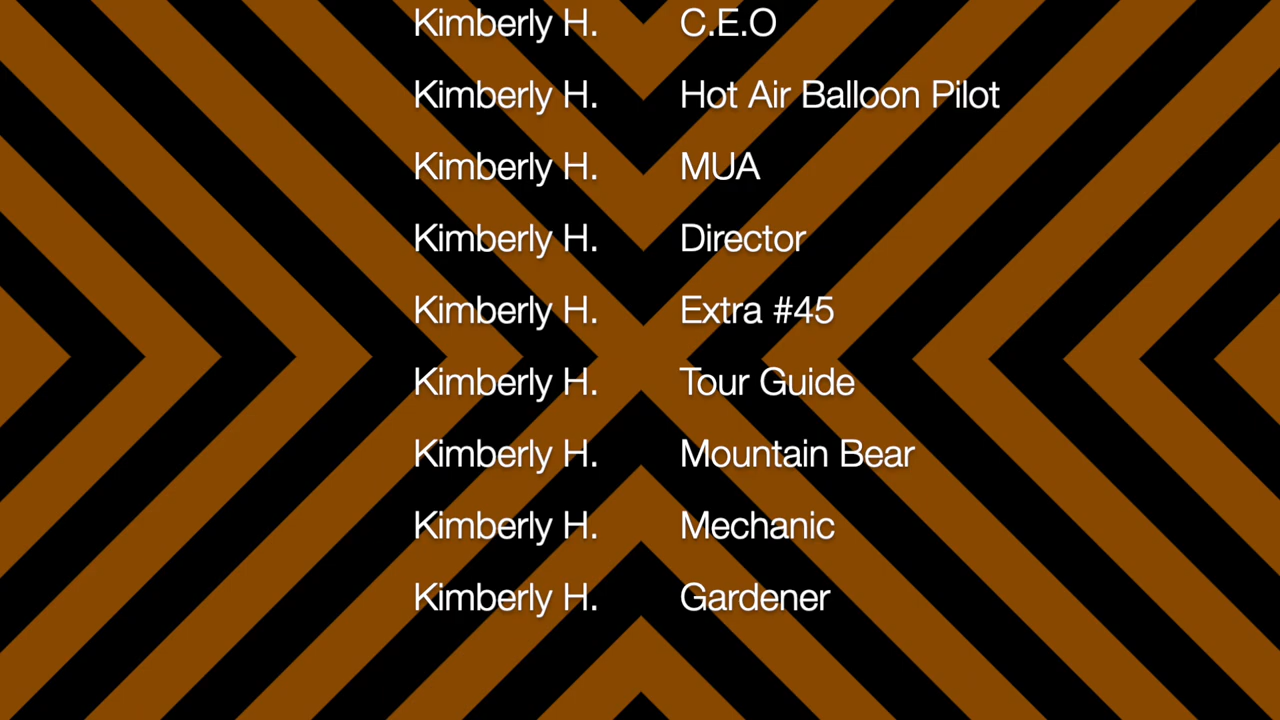 Kimberly H. C.E.O
Kimberly H. Hot Air Balloon Pilot
Kimberly H. MUA
Kimberly H. Director
Kimberly H. Extra #45
Kimberly H. Tour Guide
Kimberly H. Mountain Bear
Kimberly H. Mechanic
Kimberly H. Gardener